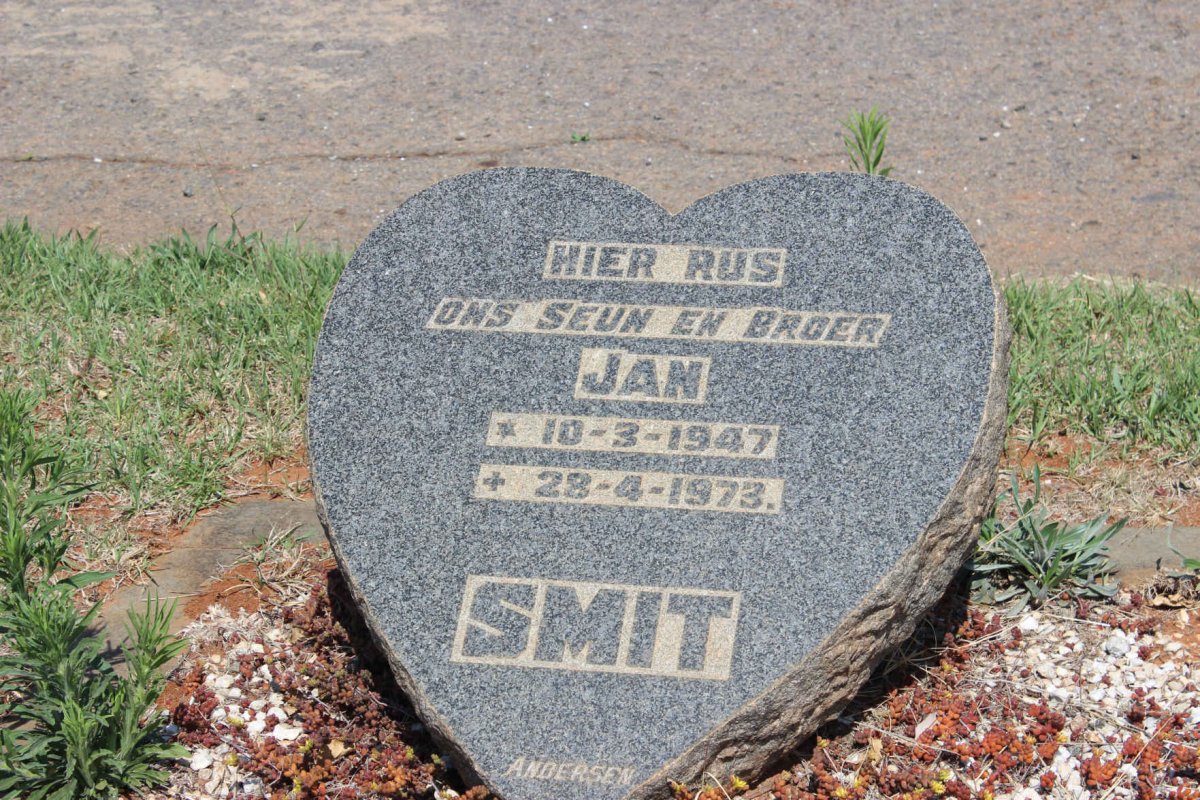 HIER RUS
ONS SEUN EN BROER
JAN
* 10-3-1947
+ 28-4-1973.
SMIT
ANDERSEN